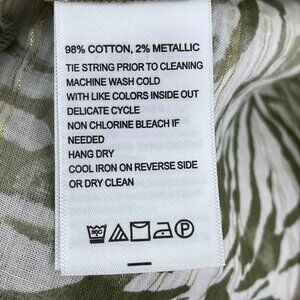 98% COTTON, 2% METALLIC
TIE STRING PRIOR TO CLEANING
MACHINE WASH COLD
WITH LIKE COLORS INSIDE OUT
DELICATE CYCLE
NON CHLORINE BLEACH IF
NEEDED
HANG DRY
COOL IRON ON REVERSE SIDE
OR DRY CLEAN